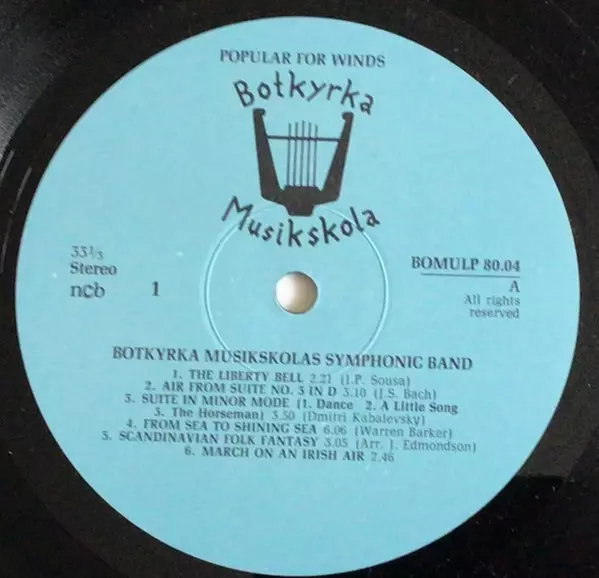 POPULAR FOR WINDS
Botkyrka
Musikskola
33⅓
Stereo
ncb 1
BOMULP 80.04
A
All rights
reserved
BOTKYRKA MUSIKSKOLAS SYMPHONIC BAND
1. THE LIBERTY BELL 2.21 (J.P. Sousa)
2. AIR FROM SUITE NO. 3 IN D 3.10 (J.S. Bach)
3. SUITE IN MINOR MODE (1. Dance 2. A Little Song
3. The Horseman) 3.50 (Dmitri Kabalevsky)
4. FROM SEA TO SHINING SEA 6.06 (Warren Barker)
5. SCANDINAVIAN FOLK FANTASY 3.05 (Arr. J. Edmondson)
6. MARCH ON AN IRISH AIR 2.46